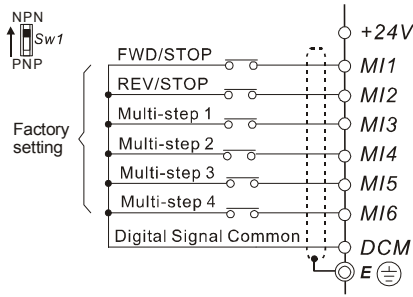 NPN
Sw1
PNP
+24V
FWD/STOP MI1
REV/STOP MI2
Multi-step 1 MI3
Factory setting
Multi-step 2 MI4
Multi-step 3 MI5
Multi-step 4 MI6
Digital Signal Common DCM
E